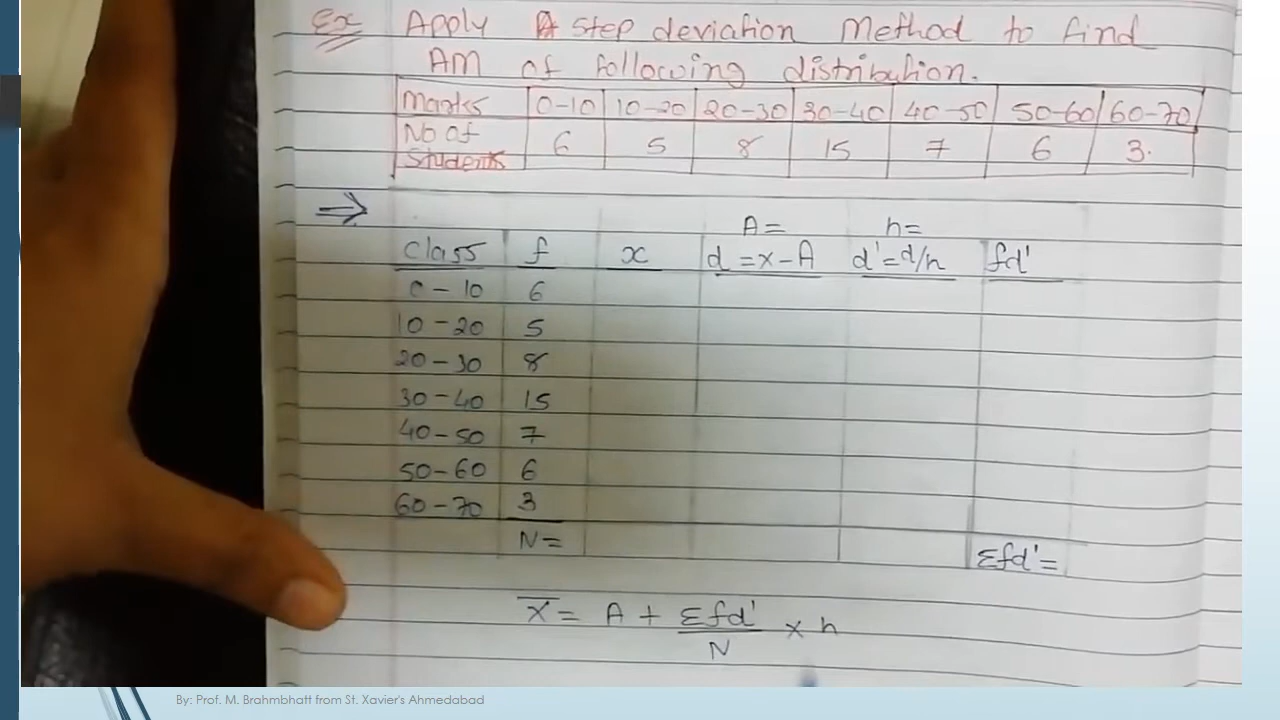 Ex Apply A step deviation Method to find
AM of following distribution.
Marks 0-10 10-20 20-30 30-40 40-50 50-60 60-70
No of Students 6 5 8 15 7 6 3.
⇒ A= h=
class f x d=x-A d'=d/h fd'
0-10 6
10-20 5
20-30 8
30-40 15
40-50 7
50-60 6
60-70 3
N= Σfd'=
x̄ = A + Σfd'/N × h
By: Prof. M. Brahmbhatt from St. Xavier's Ahmedabad